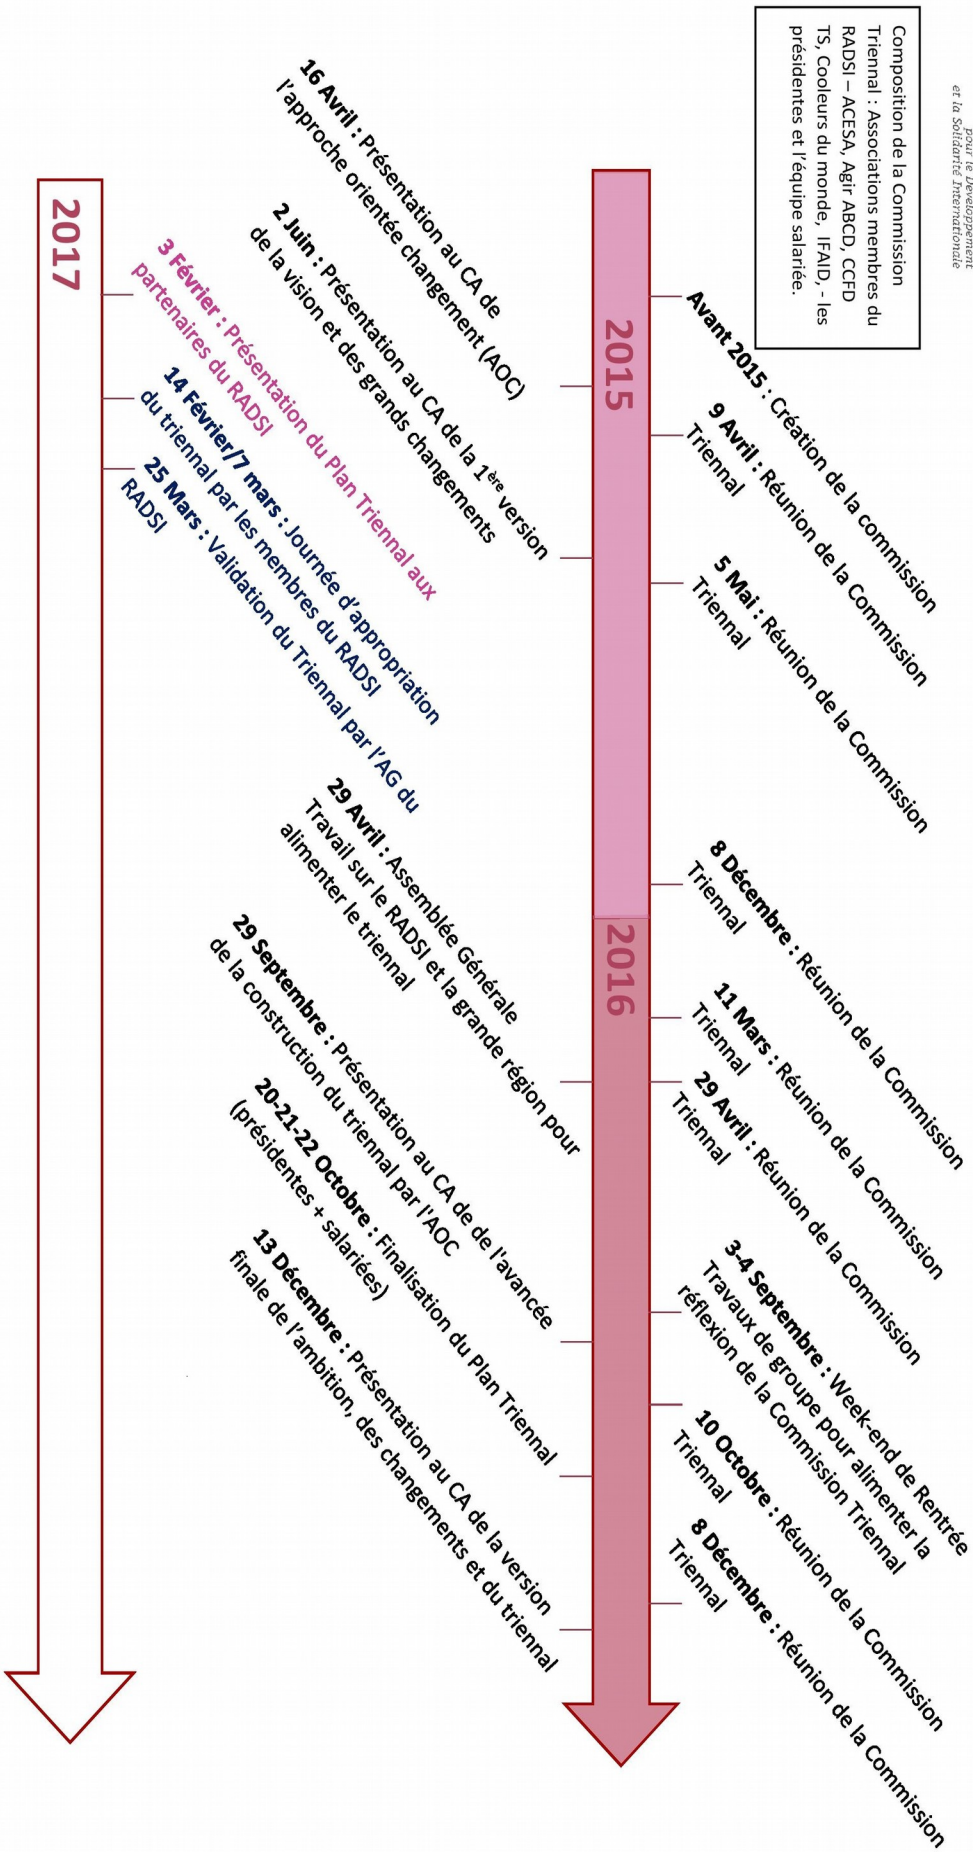 pour le Développement
et la Solidarité Internationale
Composition de la Commission
Triennal : Associations membres du
RADSI – ACESA, Agir ABCD, CCFD
TS, Cooleurs du monde, IFAID, - les
présidentes et l'équipe salariée.
Avant 2015 : Création de la commission
9 Avril : Réunion de la Commission
Triennal
5 Mai : Réunion de la Commission
Triennal
8 Décembre : Réunion de la Commission
Triennal
11 Mars : Réunion de la Commission
Triennal
29 Avril : Réunion de la Commission
Triennal
3-4 Septembre : Week-end de Rentrée
Travaux de groupe pour alimenter la
réflexion de la Commission Triennal
10 Octobre : Réunion de la Commission
Triennal
8 Décembre : Réunion de la Commission
Triennal
2015
2016
16 Avril : Présentation au CA de
l'approche orientée changement (AOC)
2 Juin : Présentation au CA de la 1ère version
de la vision et des grands changements
29 Avril : Assemblée Générale
Travail sur le RADSI et la grande région pour
alimenter le triennal
29 Septembre : Présentation au CA de de l'avancée
de la construction du triennal par l'AOC
20-21-22 Octobre : Finalisation du Plan Triennal
(présidentes + salariées)
13 Décembre : Présentation au CA de la version
finale de l'ambition, des changements et du triennal
3 Février : Présentation du Plan Triennal aux
partenaires du RADSI
14 Février/7 mars : Journée d'appropriation
du triennal par les membres du RADSI
25 Mars : Validation du Triennal par l'AG du
RADSI
2017